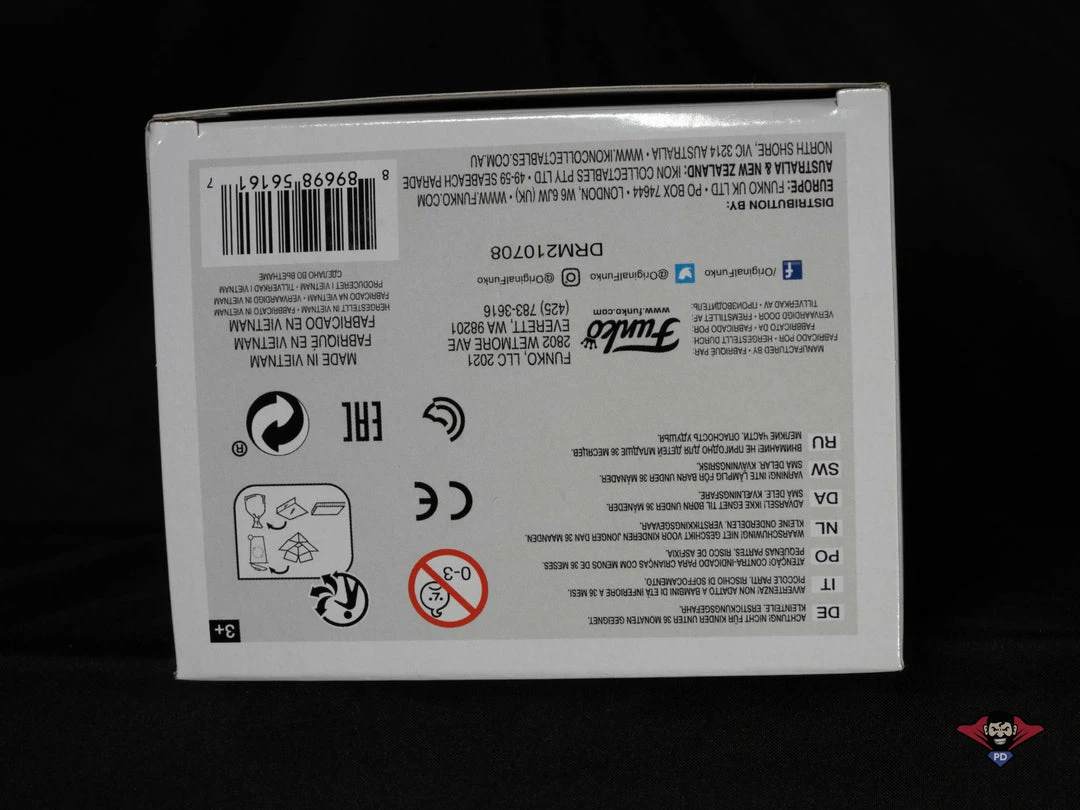 DE ACHTUNG! NICHT FÜR KINDER UNTER 36 MONATEN GEEIGNET.
KLEINTEILE. ERSTICKUNGSGEFAHR.
IT AVVERTENZA! NON ADATTO A BAMBINI DI ETÀ INFERIORE A 36 MESI.
PICCOLE PARTI. RISCHIO DI SOFFOCAMENTO.
PO ATENÇÃO! CONTRA-INDICADO PARA CRIANÇAS COM MENOS DE 36 MESES.
PEQUENAS PARTES. RISCO DE ASFIXIA.
NL WAARSCHUWING! NIET GESCHIKT VOOR KINDEREN JONGER DAN 36 MAANDEN.
KLEINE ONDERDELEN. VERSTIKKINGSGEVAAR.
DA ADVARSEL! IKKE EGNET TIL BØRN UNDER 36 MÅNEDER.
SMÅ DELE. KVELNINGSFARE.
SW VARNING! INTE LÄMPLIG FÖR BARN UNDER 36 MÅNADER.
SMÅ DELAR. KVÄVNINGSRISK.
RU ВНИМАНИЕ! НЕ ПРИГОДНО ДЛЯ ДЕТЕЙ МЛАДШЕ 36 МЕСЯЦЕВ.
МЕЛКИЕ ЧАСТИ. ОПАСНОСТЬ УДУШЬЯ.
0-3
CE
3+
EAC
®
MANUFACTURED BY • FABRIQUÉ PAR:
POR FABRICADO • HERGESTELLT DURCH:
FABBRICATO DA • FABRICADO POR:
VERVAARDIGD DOOR • FREMSTILLET AF:
TILLVERKAD AV • ПРОИЗВОДИТЕЛЬ:
Funko
www.funko.com
FUNKO, LLC 2021
2802 WETMORE AVE
EVERETT, WA 98201
(425) 783-3616
MADE IN VIETNAM
FABRIQUÉ EN VIETNAM
FABRICADO EN VIETNAM
HERGESTELLT IN VIETNAM • FABBRICATO IN VIETNAM
FABRICADO NA VIETNAM • VERVAARDIGD IN VIETNAM
PRODUCERET I VIETNAM • TILLVERKAD I VIETNAM
СДЕЛАНО ВО ВЬЕТНАМЕ
/OriginalFunko @OriginalFunko @OriginalFunko
DRM210708
DISTRIBUTION BY:
EUROPE: FUNKO UK LTD • PO BOX 74644 • LONDON, W6 6JW (UK) • WWW.FUNKO.COM
AUSTRALIA & NEW ZEALAND: IKON COLLECTABLES PTY LTD • 49-59 SEABEACH PARADE
NORTH SHORE, VIC 3214 AUSTRALIA • WWW.IKONCOLLECTABLES.COM.AU
8 89698 56161 7
PD